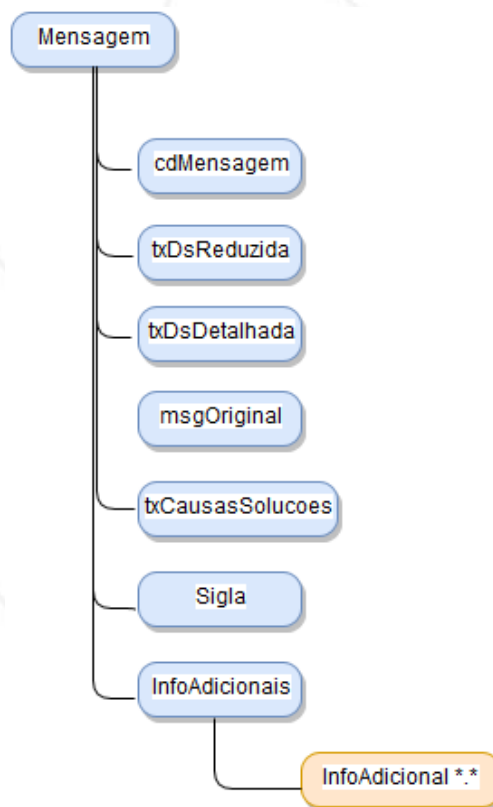 Mensagem
cdMensagem
txDsReduzida
txDsDetalhada
msgOriginal
txCausasSolucoes
Sigla
InfoAdicionais
InfoAdicional *.*